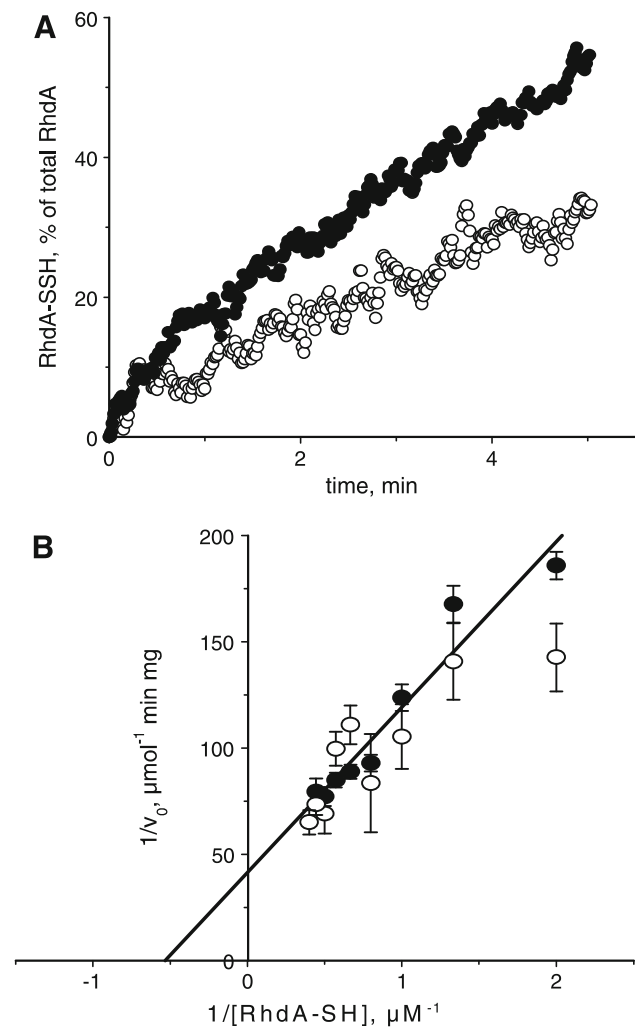 A
60
40
20
0
RhdA-SSH, % of total RhdA
0
2
4
time, min
B
200
150
100
50
0
1/v₀, µmol⁻¹ min mg
-1
0
1
2
1/[RhdA-SH], µM⁻¹